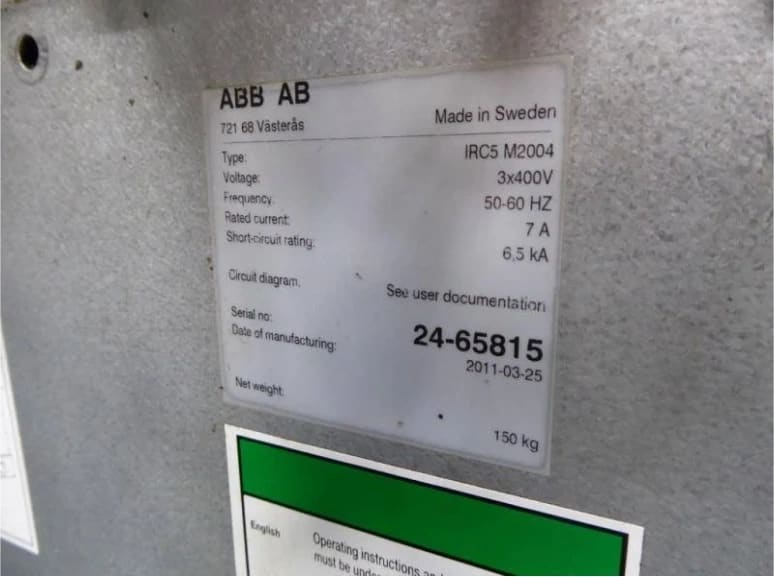 ABB AB
721 68 Västerås Made in Sweden
Type: IRC5 M2004
Voltage: 3x400V
Frequency: 50-60 HZ
Rated current: 7 A
Short-circuit rating: 6,5 kA
Circuit diagram. See user documentation
Serial no: 24-65815
Date of manufacturing: 2011-03-25
Net weight: 150 kg
English Operating instructions
must be